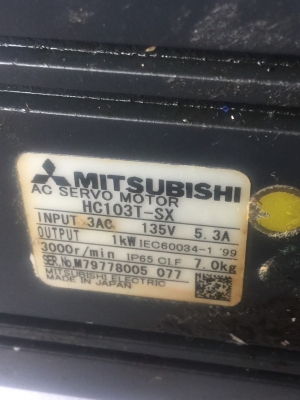 MITSUBISHI
AC SERVO MOTOR
HC103T-SX
INPUT 3AC 135V 5.3A
OUTPUT 1kW IEC60034-1 '99
3000r/min IP65 Cl.F 7.0kg
SER.No.M79778005 077
MITSUBISHI ELECTRIC
MADE IN JAPAN